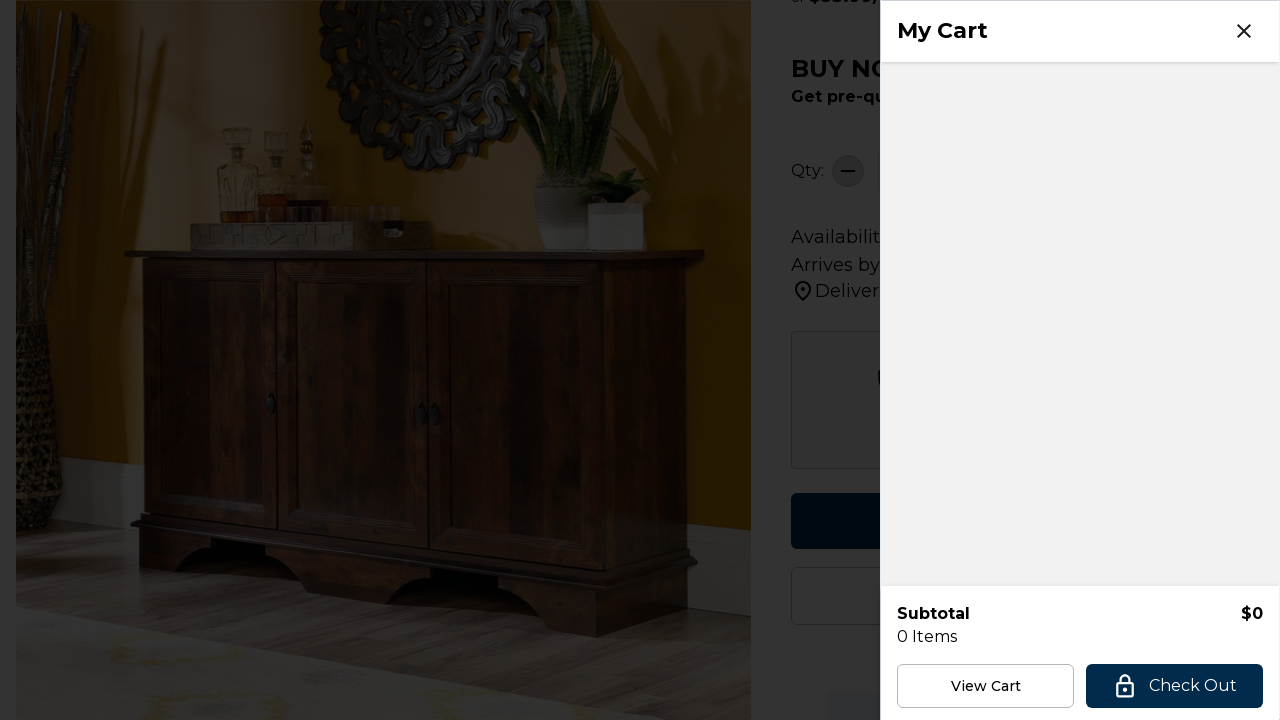 BUY NO
Get pre-qu
Qty:
Availabilit
Arrives by
Deliver
My Cart
Subtotal $0
0 Items
View Cart
Check Out